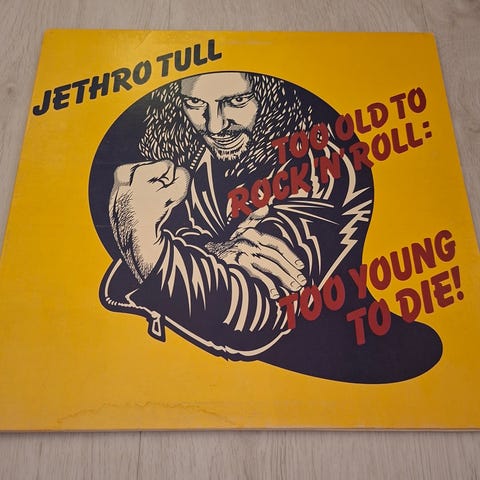 JETHRO TULL
TOO OLD TO
ROCK'N'ROLL:
TOO YOUNG
TO DIE!